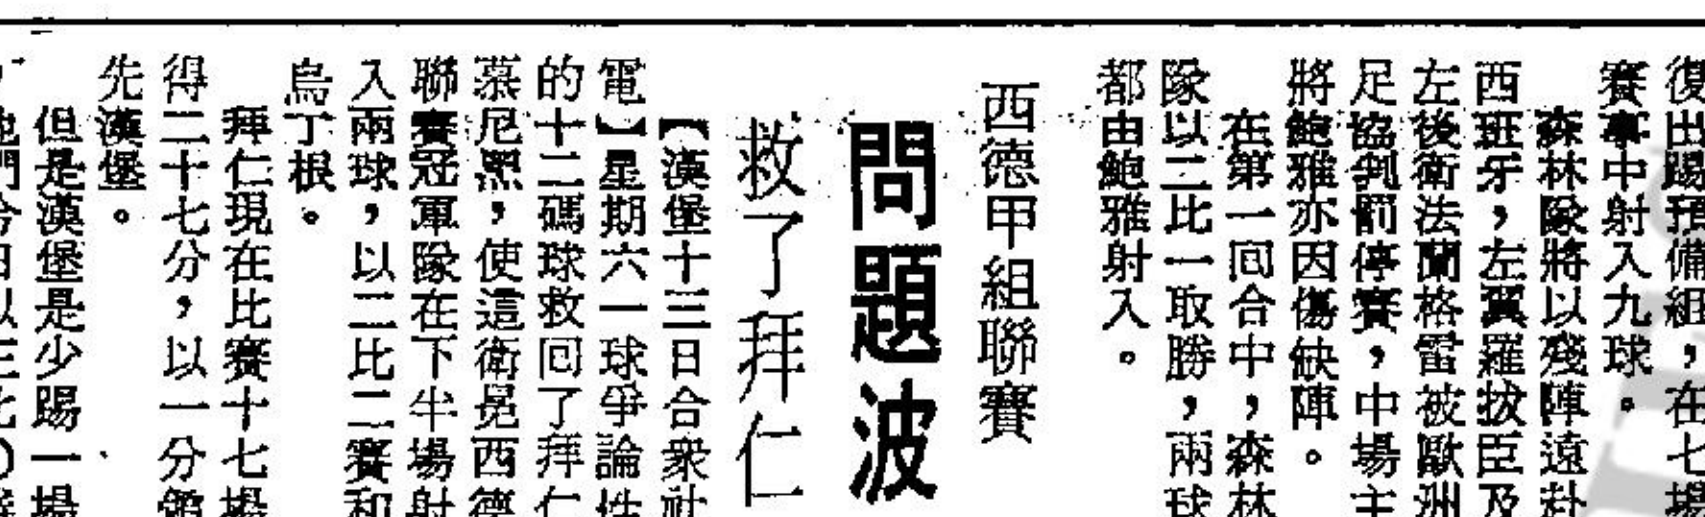 復出踢預備組，在七場
賽事中射入九球。
森林隊將以殘陣遠赴
西班牙，左翼羅拔臣及
左後衛法蘭格雷被歐洲
足協判罰停賽，中場主
將鮑雅亦因傷缺陣。
在第一回合中，森林
隊以二比一取勝，兩球
都由鮑雅射入。
西德甲組聯賽
問題波
救了拜仁
【漢堡十三日合衆社
電】星期六一球爭論性
的十二碼球救回了拜仁
慕尼黑，使這衛冕西德
聯賽冠軍隊在下半場射
入兩球，以二比二賽和
烏丁根。
拜仁現在比賽十七場
得二十七分，以一分領
先漢堡。
但是漢堡是少踢一場
，他們今日以三比〇